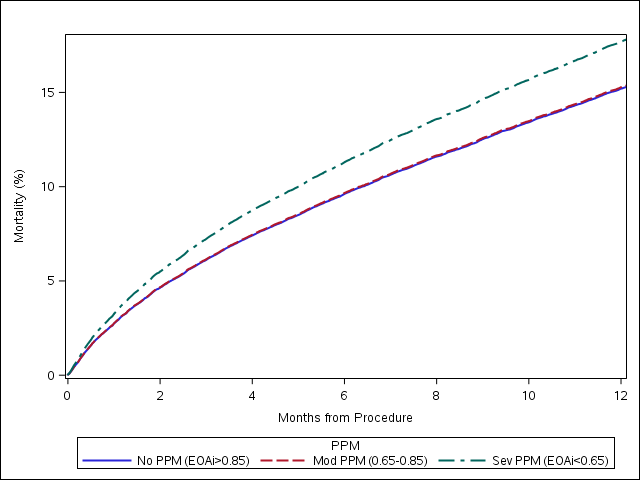 15
10
5
0
Mortality (%)
0 2 4 6 8 10 12
Months from Procedure
PPM
No PPM (EOAi>0.85) Mod PPM (0.65-0.85) Sev PPM (EOAi<0.65)